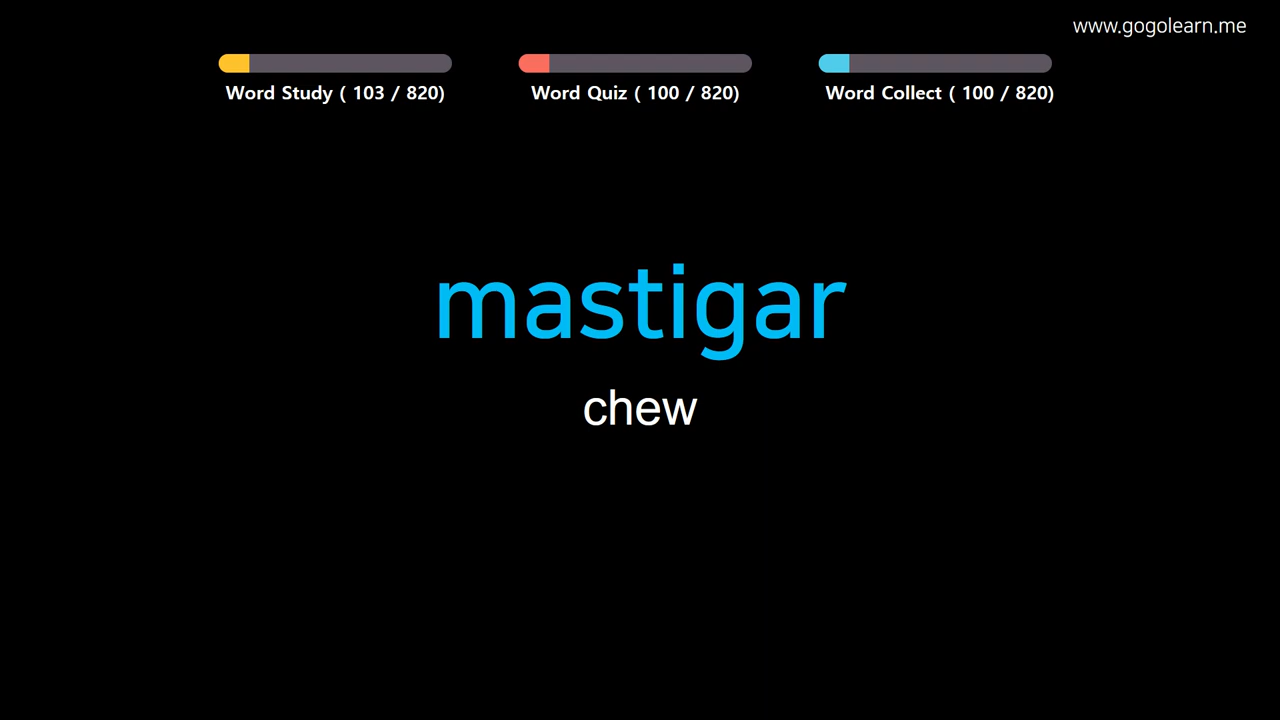 www.gogolearn.me
Word Study ( 103 / 820)
Word Quiz ( 100 / 820)
Word Collect ( 100 / 820)
mastigar
chew